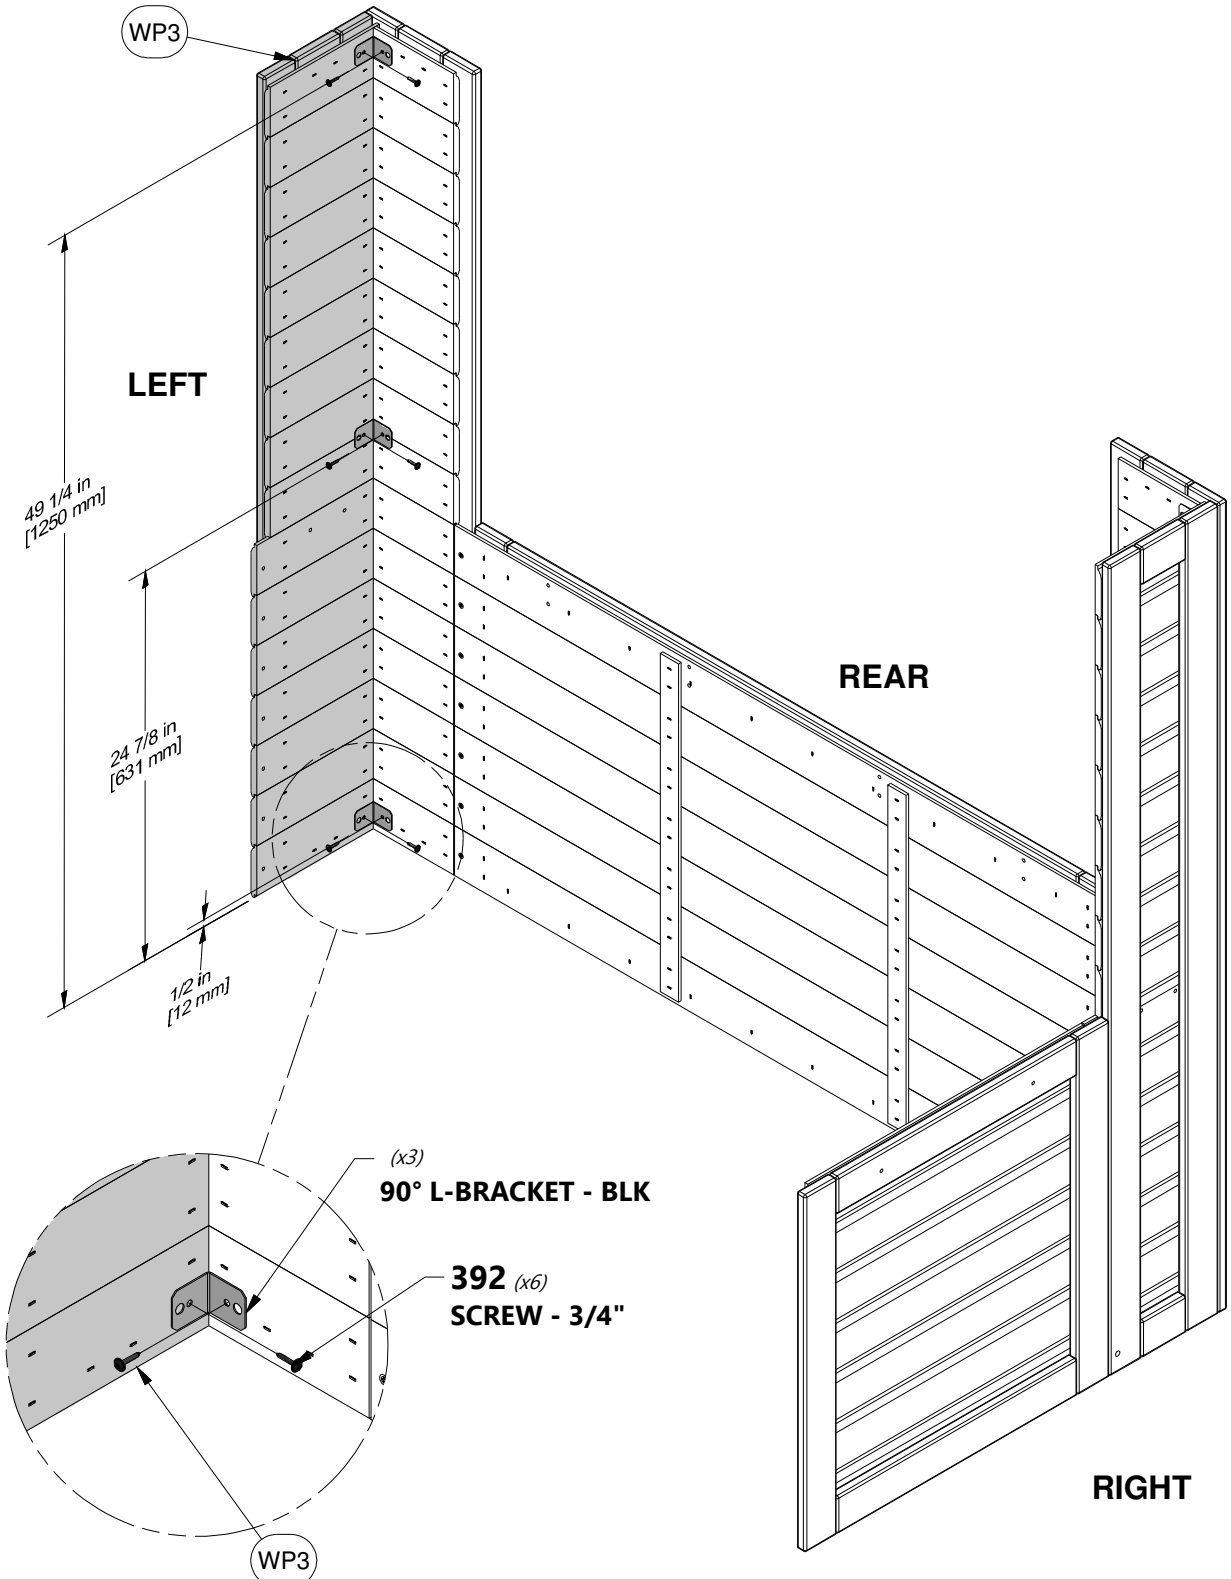 WP3
LEFT
49 1/4 in
[1250 mm]
REAR
24 7/8 in
[631 mm]
1/2 in
[12 mm]
(x3)
90° L-BRACKET - BLK
392 (x6)
SCREW - 3/4"
RIGHT
WP3